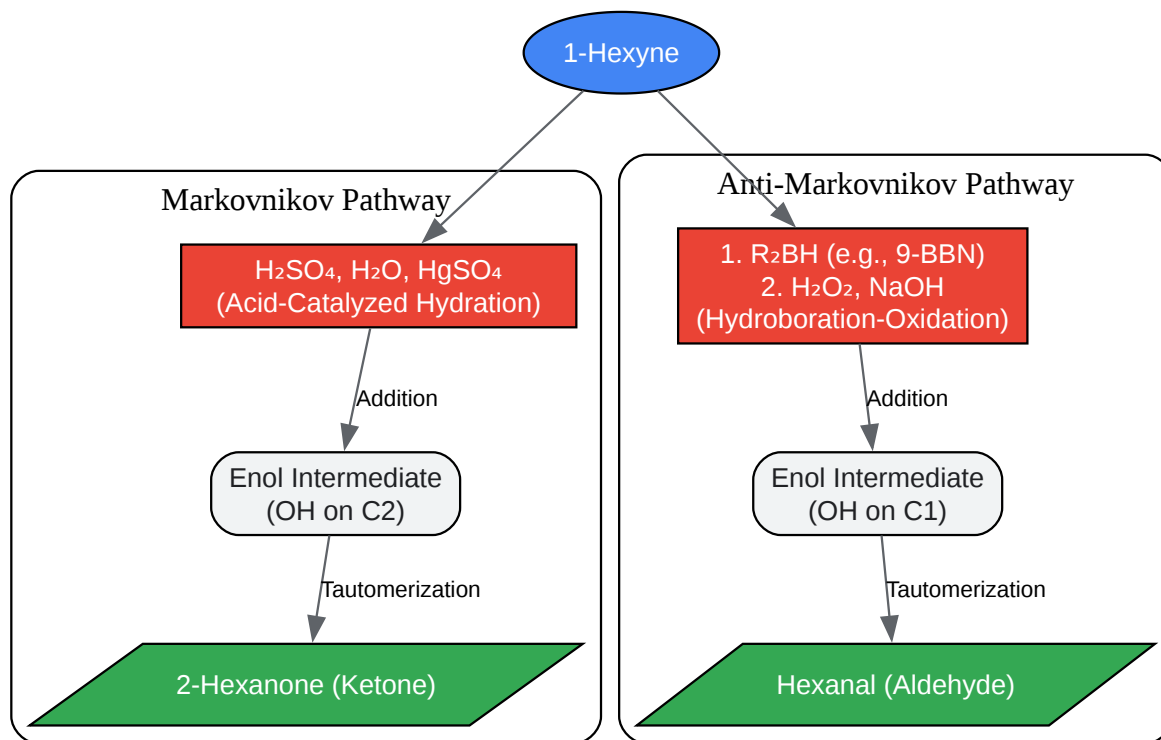 1-Hexyne
Markovnikov Pathway
H₂SO₄, H₂O, HgSO₄
(Acid-Catalyzed Hydration)
Addition
Enol Intermediate
(OH on C2)
Tautomerization
2-Hexanone (Ketone)
Anti-Markovnikov Pathway
1. R₂BH (e.g., 9-BBN)
2. H₂O₂, NaOH
(Hydroboration-Oxidation)
Addition
Enol Intermediate
(OH on C1)
Tautomerization
Hexanal (Aldehyde)